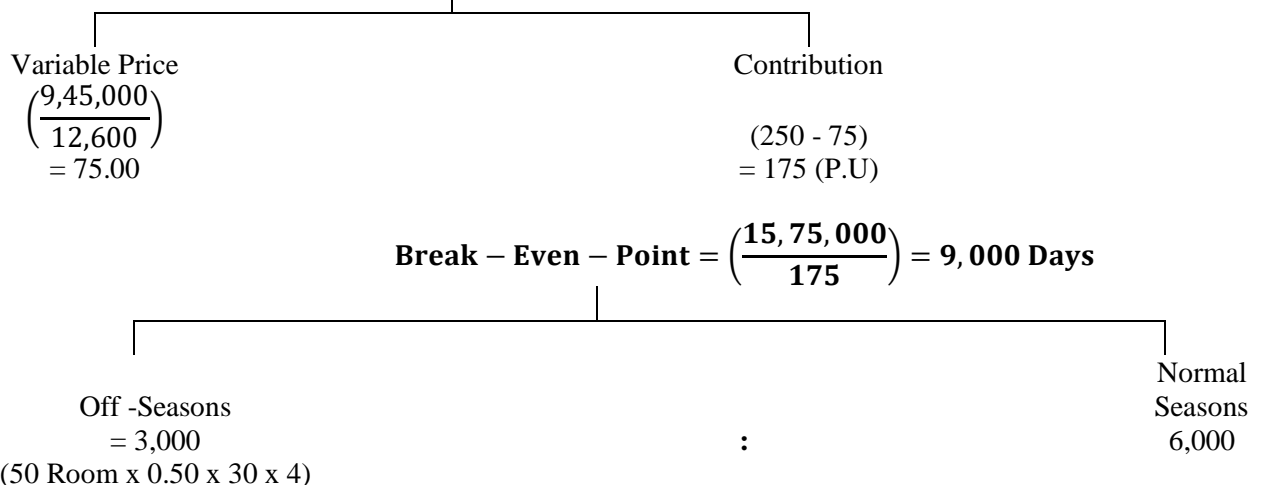 Variable Price
(9,45,000 / 12,600)
= 75.00
Contribution
(250 - 75)
= 175 (P.U)
Break − Even − Point = (15, 75, 000 / 175) = 9, 000 Days
Off -Seasons
= 3,000
(50 Room x 0.50 x 30 x 4)
:
Normal
Seasons
6,000